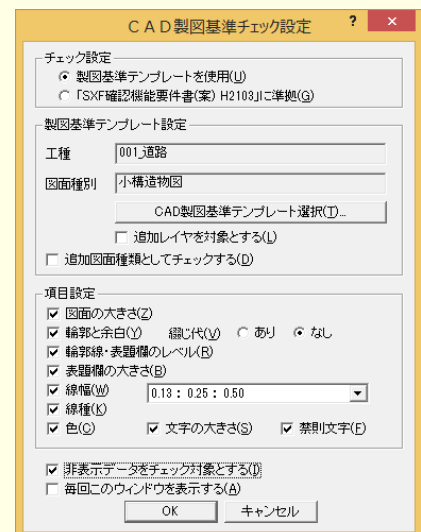 ＣＡＤ製図基準チェック設定
?
×
チェック設定
製図基準テンプレートを使用(U)
「SXF確認機能要件書(案) H2103」に準拠(G)
製図基準テンプレート設定
工種 001_道路
図面種別 小構造物図
CAD製図基準テンプレート選択(T)...
追加レイヤを対象とする(L)
追加図面種類としてチェックする(D)
項目設定
図面の大きさ(Z)
輪郭と余白(Y) 綴じ代(V) あり なし
輪郭線・表題欄のレベル(R)
表題欄の大きさ(B)
線幅(W) 0.13 : 0.25 : 0.50
線種(K)
色(C) 文字の大きさ(S) 禁則文字(F)
非表示データをチェック対象とする(I)
毎回このウィンドウを表示する(A)
OK キャンセル